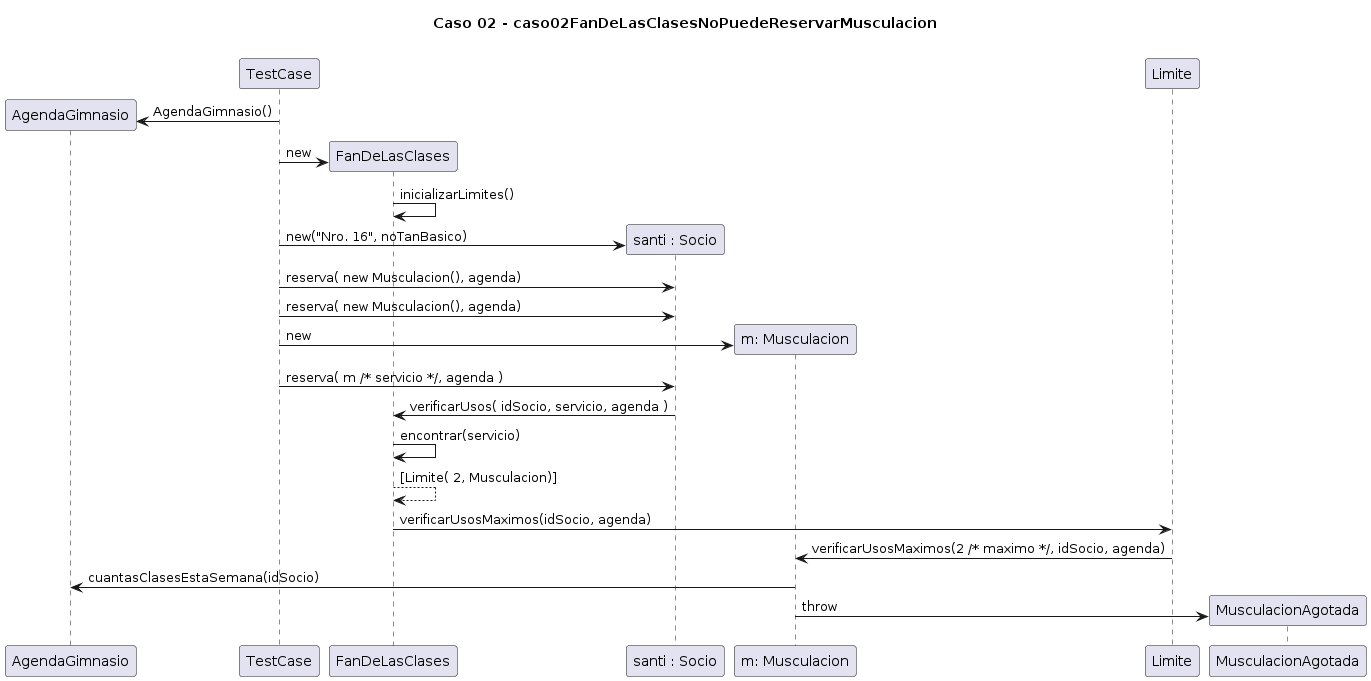 Caso 02 - caso02FanDeLasClasesNoPuedeReservarMusculacion
TestCase
Limite
AgendaGimnasio
AgendaGimnasio()
new
FanDeLasClases
inicializarLimites()
new("Nro. 16", noTanBasico)
santi : Socio
reserva( new Musculacion(), agenda)
reserva( new Musculacion(), agenda)
new
m: Musculacion
reserva( m /* servicio */, agenda )
verificarUsos( idSocio, servicio, agenda )
encontrar(servicio)
[Limite( 2, Musculacion)]
verificarUsosMaximos(idSocio, agenda)
verificarUsosMaximos(2 /* maximo */, idSocio, agenda)
cuantasClasesEstaSemana(idSocio)
throw
MusculacionAgotada
AgendaGimnasio
TestCase
FanDeLasClases
santi : Socio
m: Musculacion
Limite
MusculacionAgotada